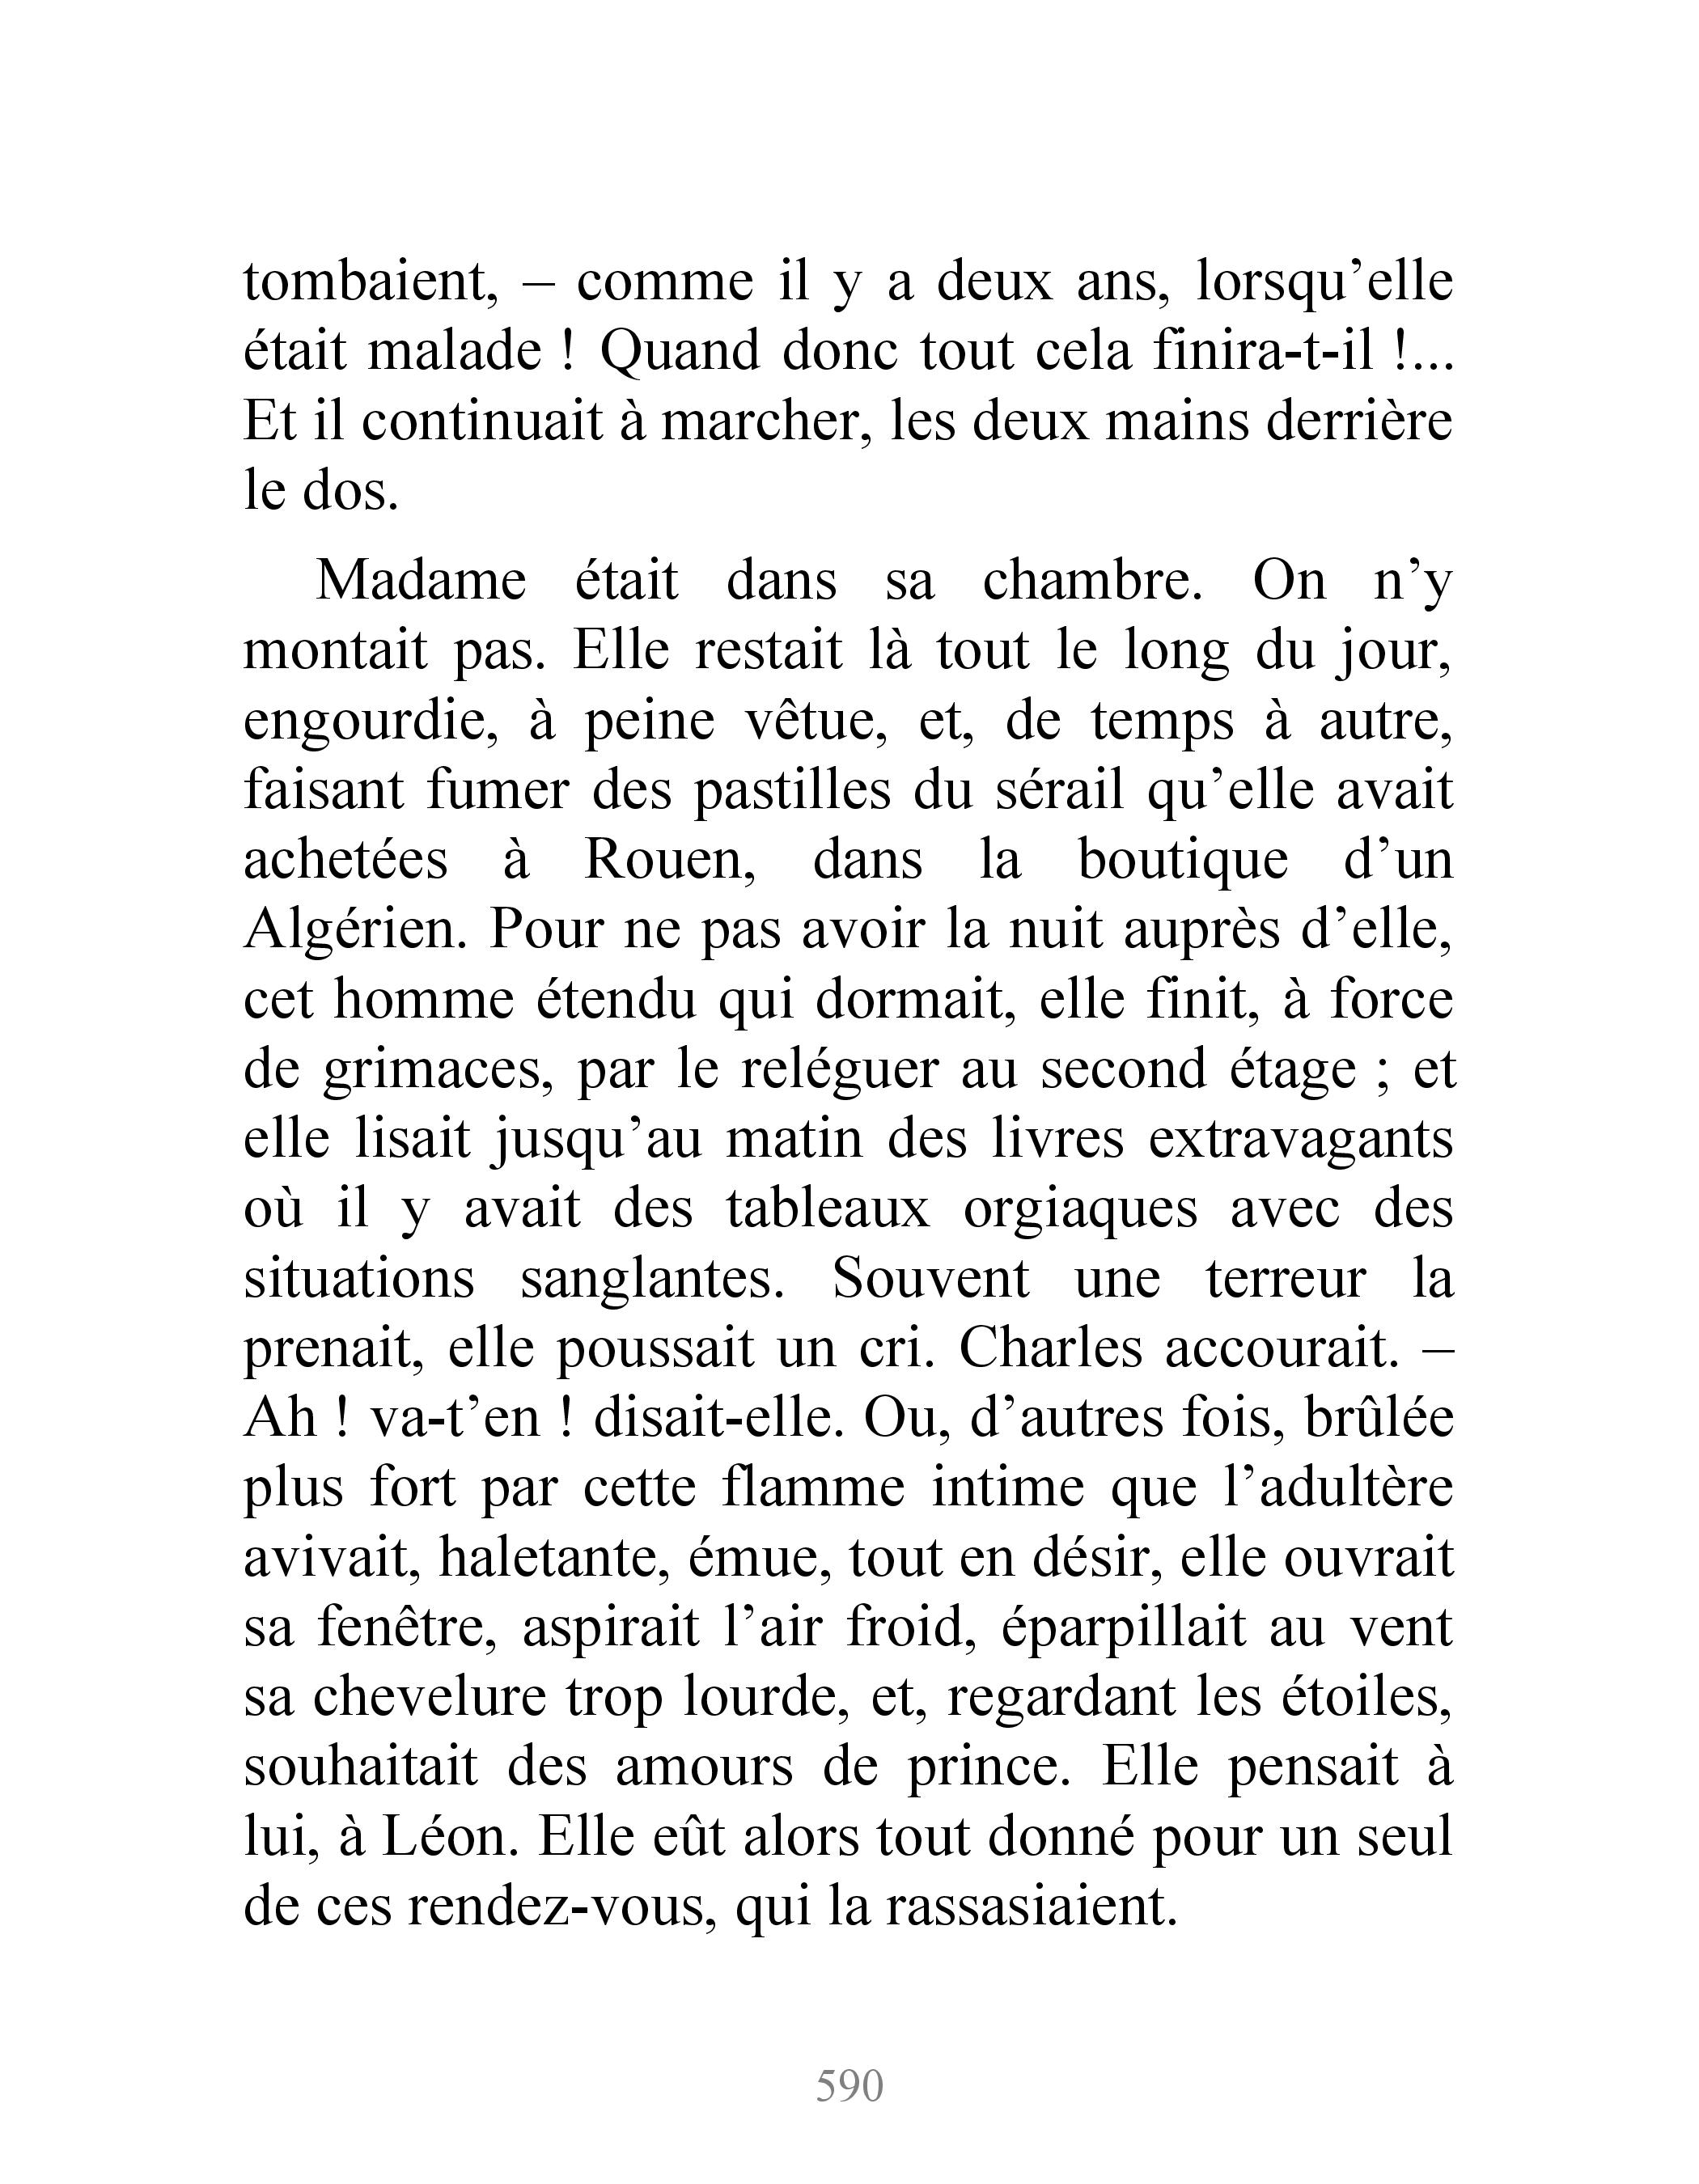 tombaient, – comme il y a deux ans, lorsqu’elle
était malade ! Quand donc tout cela finira-t-il !...
Et il continuait à marcher, les deux mains derrière
le dos.
Madame était dans sa chambre. On n’y
montait pas. Elle restait là tout le long du jour,
engourdie, à peine vêtue, et, de temps à autre,
faisant fumer des pastilles du sérail qu’elle avait
achetées à Rouen, dans la boutique d’un
Algérien. Pour ne pas avoir la nuit auprès d’elle,
cet homme étendu qui dormait, elle finit, à force
de grimaces, par le reléguer au second étage ; et
elle lisait jusqu’au matin des livres extravagants
où il y avait des tableaux orgiaques avec des
situations sanglantes. Souvent une terreur la
prenait, elle poussait un cri. Charles accourait. –
Ah ! va-t’en ! disait-elle. Ou, d’autres fois, brûlée
plus fort par cette flamme intime que l’adultère
avivait, haletante, émue, tout en désir, elle ouvrait
sa fenêtre, aspirait l’air froid, éparpillait au vent
sa chevelure trop lourde, et, regardant les étoiles,
souhaitait des amours de prince. Elle pensait à
lui, à Léon. Elle eût alors tout donné pour un seul
de ces rendez-vous, qui la rassasiaient.
590